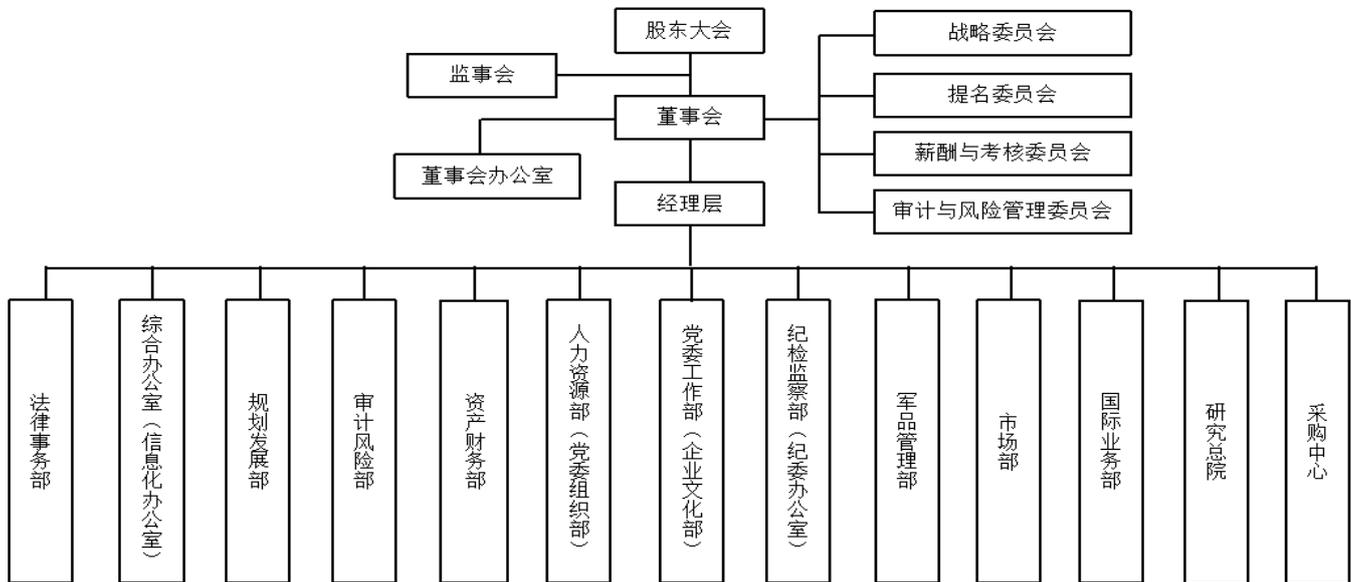 股东大会
战略委员会
监事会
提名委员会
董事会
薪酬与考核委员会
董事会办公室
经理层
审计与风险管理委员会
法律事务部
综合办公室（信息化办公室）
规划发展部
审计风险部
资产财务部
人力资源部（党委组织部）
党委工作部（企业文化部）
纪检监察部（纪委办公室）
军品管理部
市场部
国际业务部
研究总院
采购中心